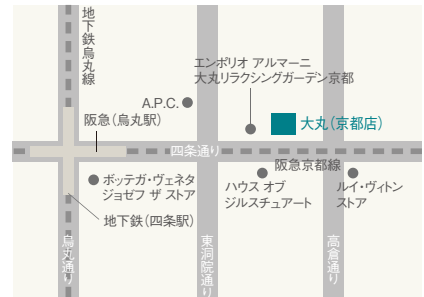 地下鉄烏丸線
エンポリオ アルマーニ
大丸リラクシングガーデン京都
A.P.C.
阪急（烏丸駅）
大丸（京都店）
四条通り
阪急京都線
ボッテガ・ヴェネタ
ジョゼフ ザ ストア
ハウス オブ
ジルスチュアート
ルイ・ヴィトン
ストア
地下鉄（四条駅）
烏丸通り
東洞院通り
高倉通り